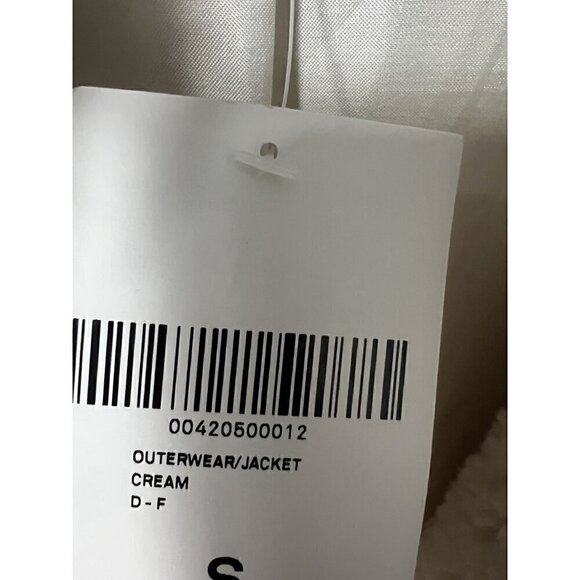 00420500012
OUTERWEAR/JACKET
CREAM
D-F
S